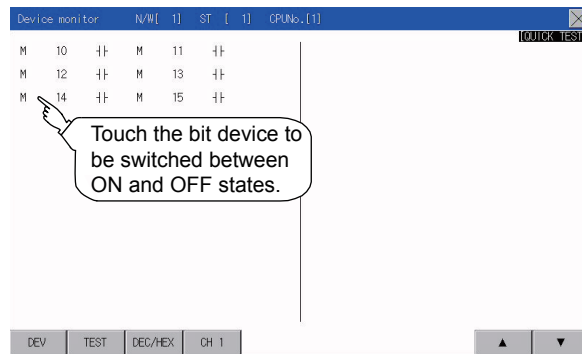 Device monitor N/W[ 1] ST [ 1] CPUNo.[1]
[QUICK TEST
M 10 ┤├ M 11 ┤├
M 12 ┤├ M 13 ┤├
M 14 ┤├ M 15 ┤├
Touch the bit device to
be switched between
ON and OFF states.
DEV TEST DEC/HEX CH 1 ▲ ▼